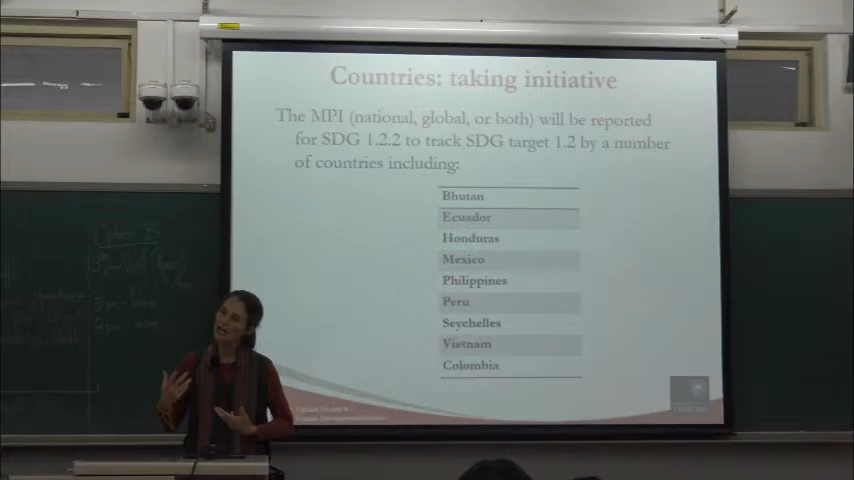 Countries: taking initiative
The MPI (national, global, or both) will be reported
for SDG 1.2.2 to track SDG target 1.2 by a number
of countries including:
Bhutan
Ecuador
Honduras
Mexico
Philippines
Peru
Seychelles
Vietnam
Colombia